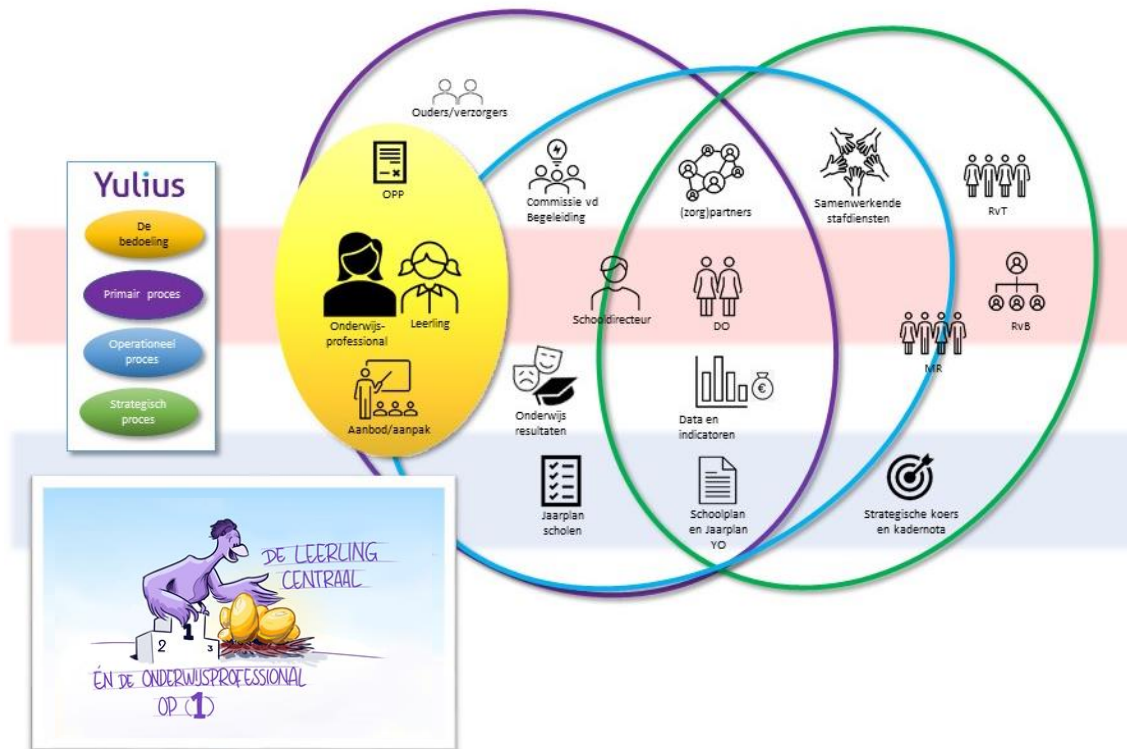 Yulius
De
bedoeling
Primair proces
Operationeel
proces
Strategisch
proces
Ouders/verzorgers
OPP
Commissie vd
Begeleiding
(zorg)partners
Samenwerkende
stafdiensten
RvT
Onderwijs-
professional
Leerling
Schooldirecteur
DO
MR
RvB
Aanbod/aanpak
Onderwijs
resultaten
Data en
indicatoren
€
Jaarplan
scholen
Schoolplan
en Jaarplan
YO
Strategische koers
en kadernota
DE LEERLING
CENTRAAL
1
2
3
ÉN DE ONDERWIJSPROFESSIONAL
OP (1)